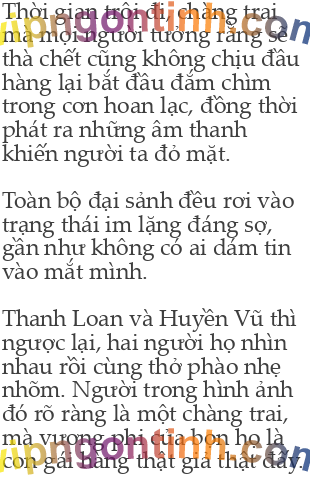 Thời gian trôi đi, chàng trai
mà mọi người tưởng rằng sẽ
thà chết cũng không chịu đầu
hàng lại bắt đầu đắm chìm
trong cơn hoan lạc, đồng thời
phát ra những âm thanh
khiến người ta đỏ mặt.
Toàn bộ đại sảnh đều rơi vào
trạng thái im lặng đáng sợ,
gần như không có ai dám tin
vào mắt mình.
Thanh Loan và Huyền Vũ thì
ngược lại, hai người họ nhìn
nhau rồi cùng thở phào nhẹ
nhõm. Người trong hình ảnh
đó rõ ràng là một chàng trai,
mà vương phi của bọn họ là
con gái hàng thật giá thật đấy.
vipngontinh.com
vipngontinh.com